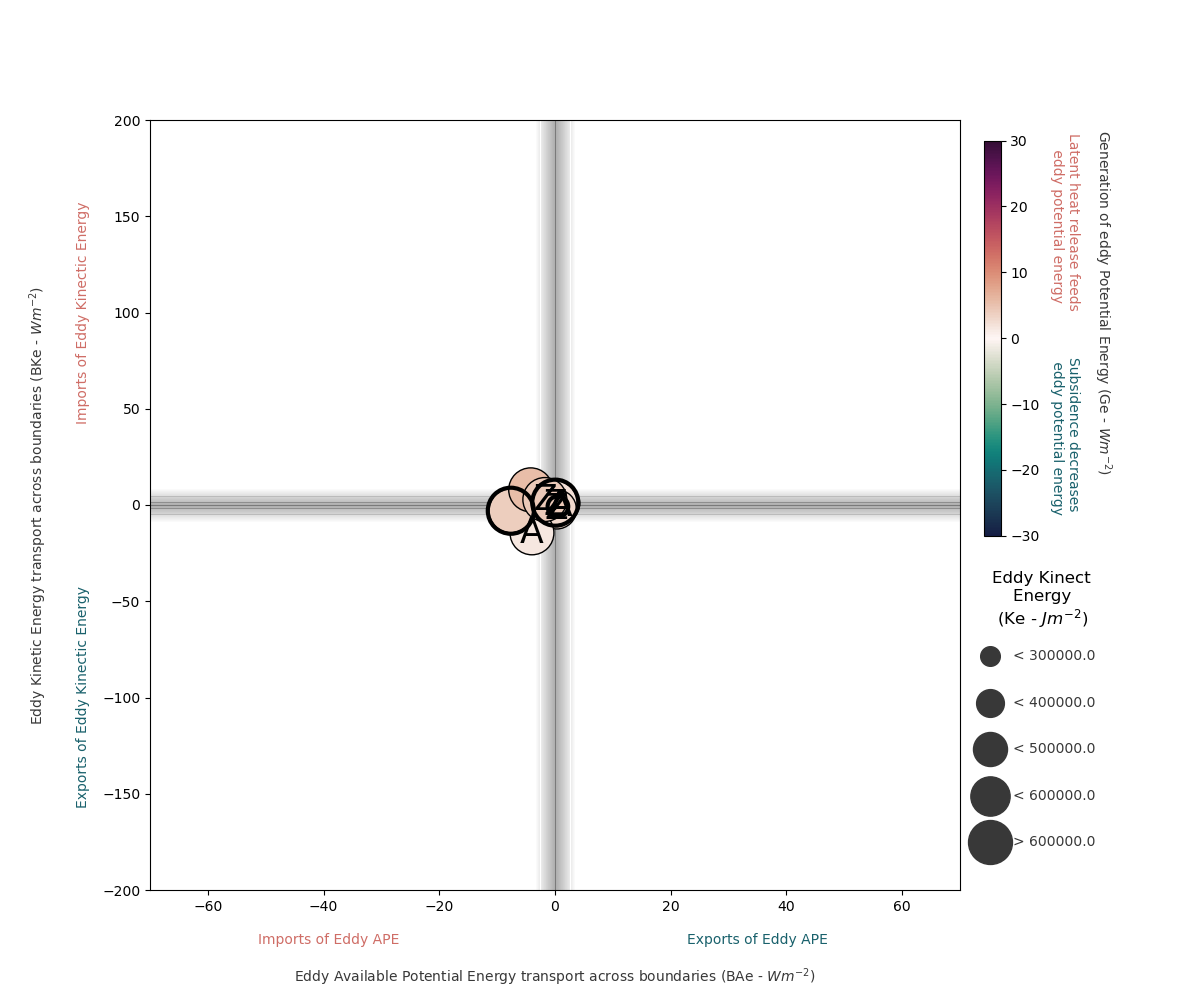 200
150
100
50
0
−50
−100
−150
−200
−60
−40
−20
0
20
40
60
Eddy Kinetic Energy transport across boundaries (BKe - Wm⁻²)
Imports of Eddy Kinectic Energy
Exports of Eddy Kinectic Energy
Imports of Eddy APE
Exports of Eddy APE
Eddy Available Potential Energy transport across boundaries (BAe - Wm⁻²)
A
Z
30
20
10
0
−10
−20
−30
Latent heat release feeds
eddy potential energy
Subsidence decreases
eddy potential energy
Generation of eddy Potential Energy (Ge - Wm⁻²)
Eddy Kinect
Energy
(Ke - Jm⁻²)
< 300000.0
< 400000.0
< 500000.0
< 600000.0
> 600000.0